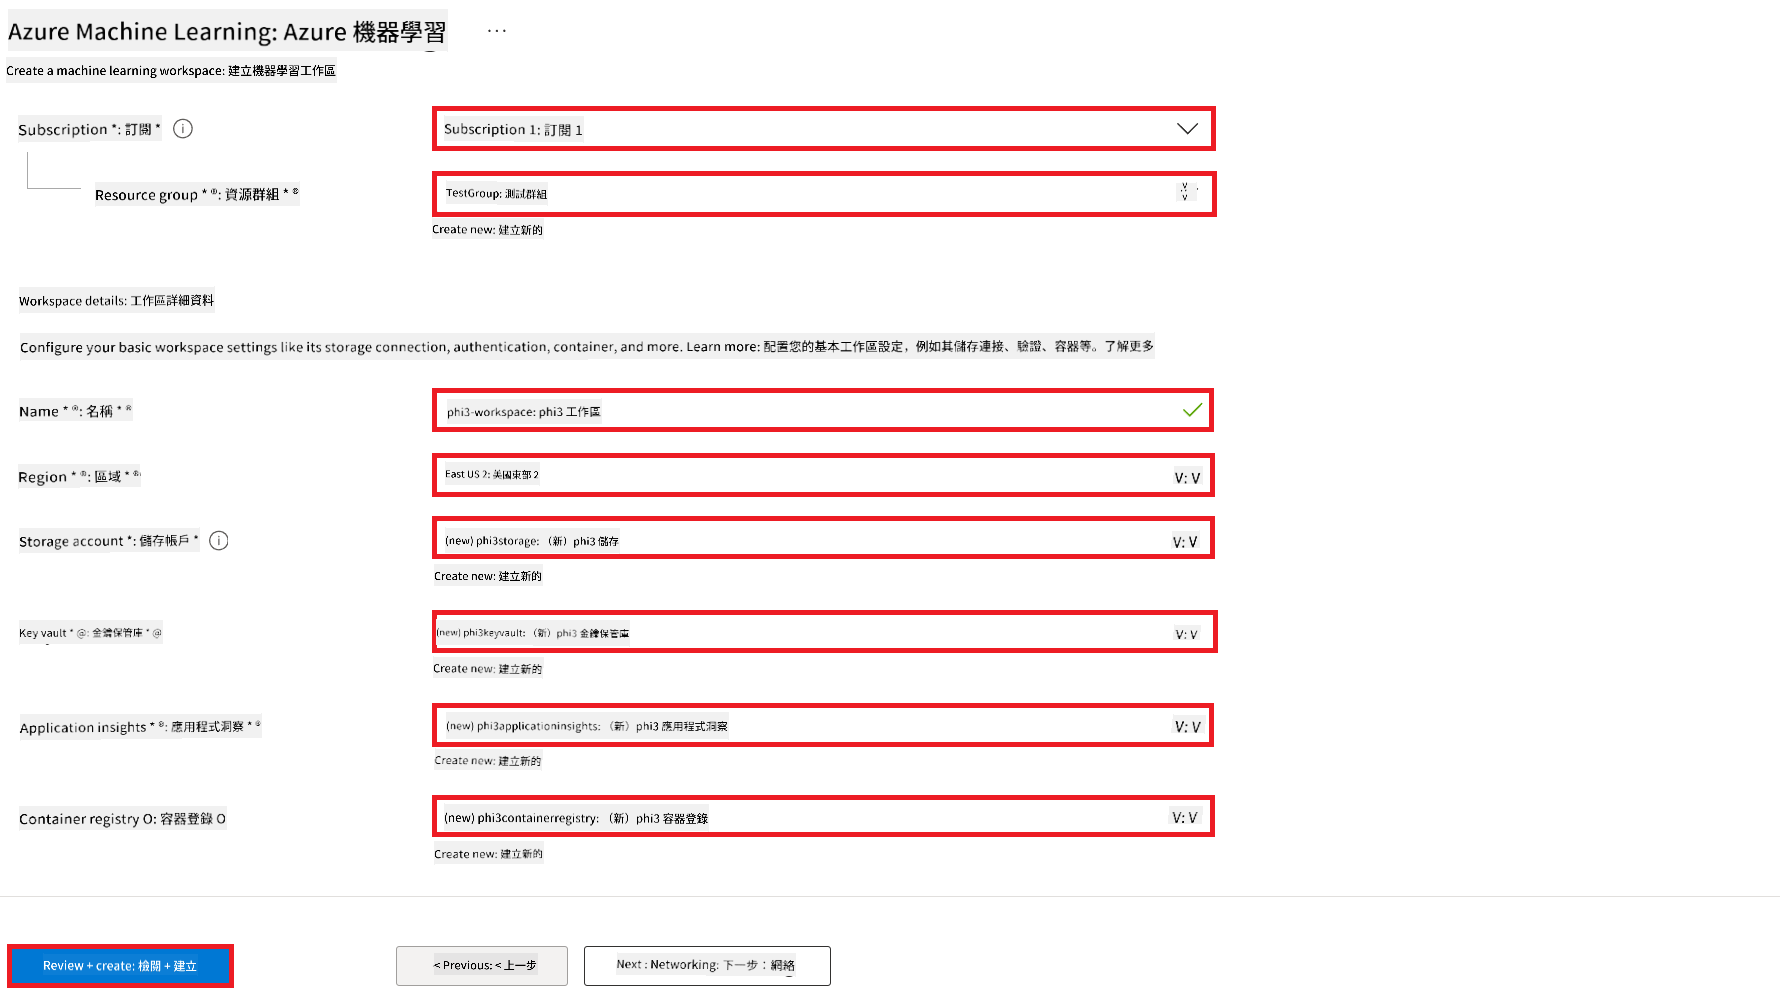 Azure Machine Learning: Azure 機器學習 ...
Create a machine learning workspace: 建立機器學習工作區
Subscription *: 訂閱 *
Subscription 1: 訂閱 1
Resource group * ®: 資源群組 * ®
TestGroup: 測試群組
Create new: 建立新的
Workspace details: 工作區詳細資料
Configure your basic workspace settings like its storage connection, authentication, container, and more. Learn more: 配置您的基本工作區設定，例如其儲存連接、驗證、容器等。了解更多
Name * ®: 名稱 * ®
phi3-workspace: phi3 工作區
Region * ®: 區域 * ®
East US 2: 美國東部 2
V: V
Storage account *: 儲存帳戶 *
(new) phi3storage: （新）phi3 儲存
V: V
Create new: 建立新的
Key vault * @: 金鑰保管庫 * @
(new) phi3keyvault: （新）phi3 金鑰保管庫
V: V
Create new: 建立新的
Application insights * ®: 應用程式洞察 * ®
(new) phi3applicationinsights: （新）phi3 應用程式洞察
V: V
Create new: 建立新的
Container registry O: 容器登錄 O
(new) phi3containerregistry: （新）phi3 容器登錄
V: V
Create new: 建立新的
Review + create: 檢閱 + 建立
< Previous: < 上一步
Next : Networking: 下一步：網絡